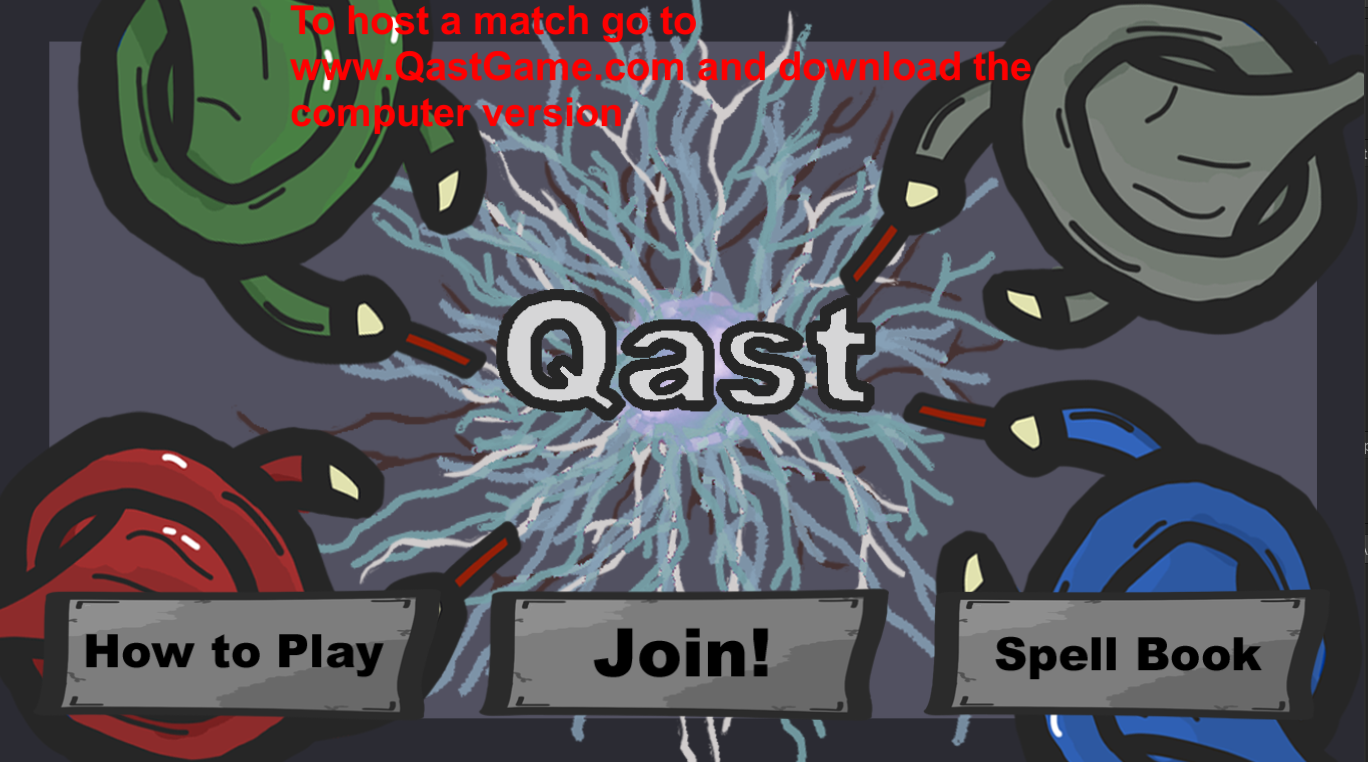 To host a match go to
www.QastGame.com and download the
computer version
Qast
How to Play
Join!
Spell Book